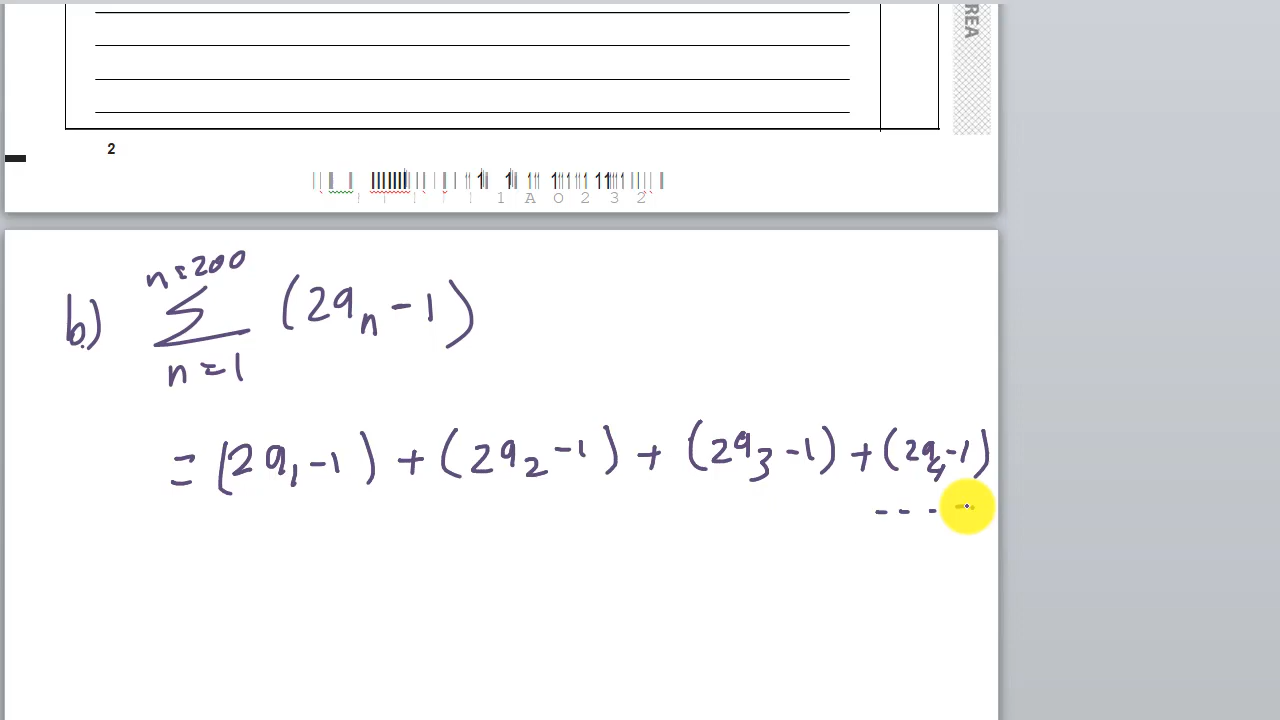 REA
2
1 A 0 2 3 2
b) \sum_{n=1}^{n=200} (2a_n - 1)
= (2a_1 - 1) + (2a_2 - 1) + (2a_3 - 1) + (2a_4 - 1)
- - - -